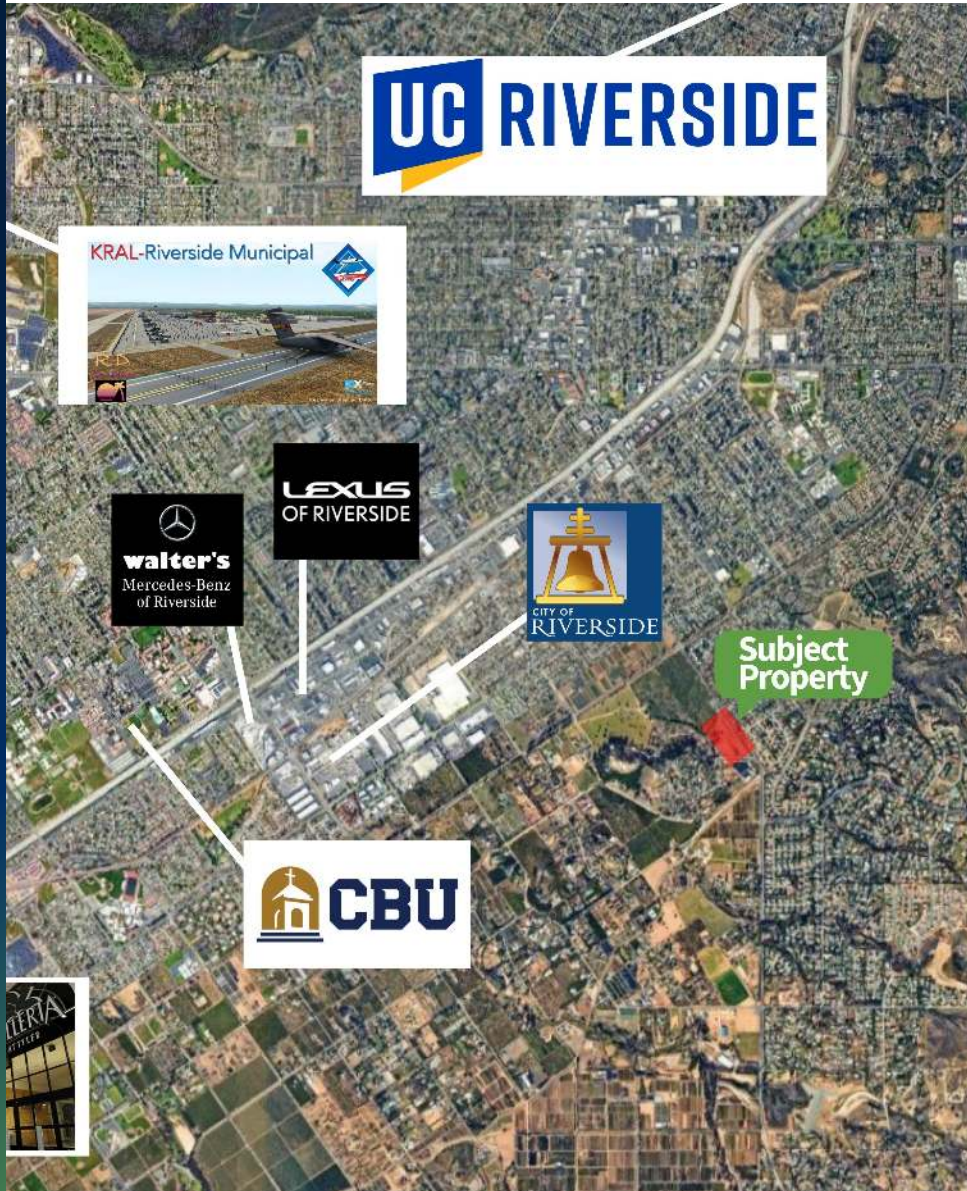 UC RIVERSIDE
KRAL-Riverside Municipal
LEXUS
OF RIVERSIDE
walter's
Mercedes-Benz
of Riverside
CITY OF
RIVERSIDE
Subject
Property
CBU